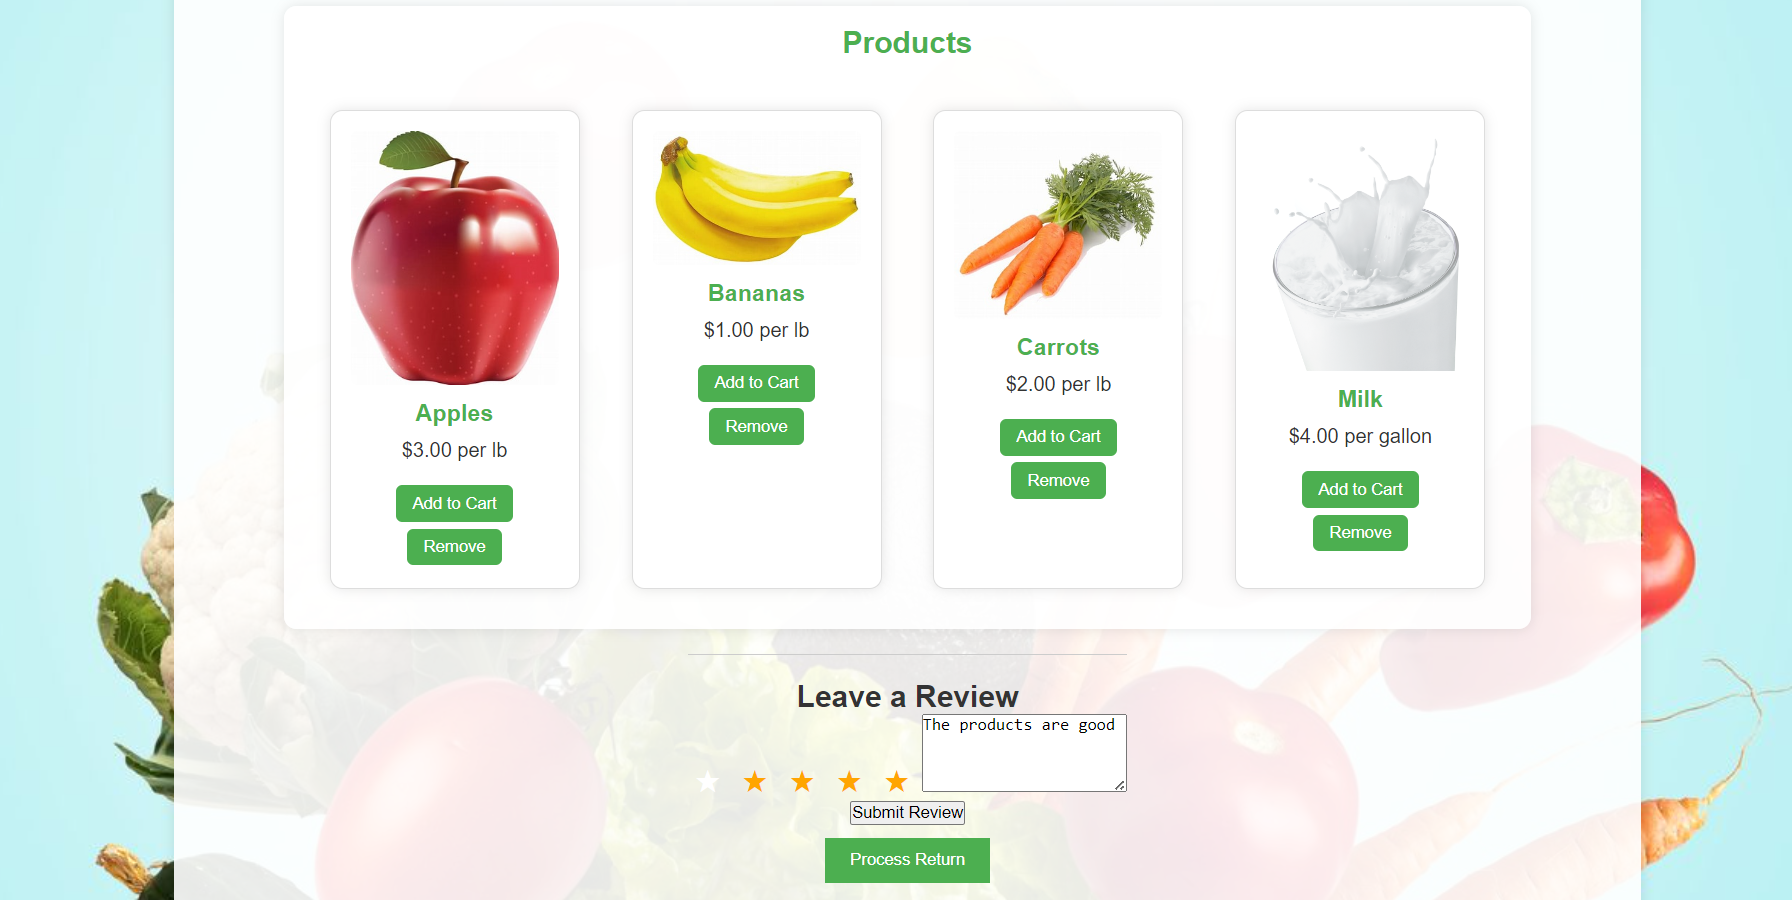 Products
Apples
$3.00 per lb
Add to Cart
Remove
Bananas
$1.00 per lb
Add to Cart
Remove
Carrots
$2.00 per lb
Add to Cart
Remove
Milk
$4.00 per gallon
Add to Cart
Remove
Leave a Review
The products are good
Submit Review
Process Return